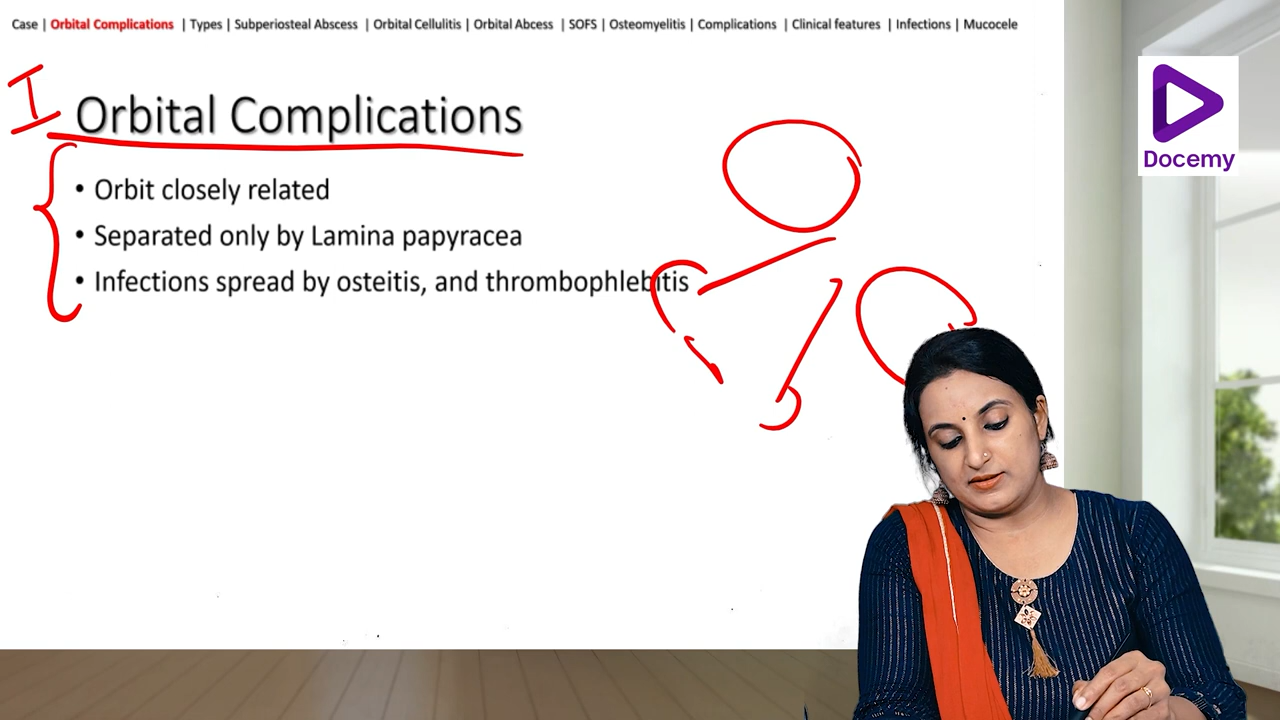 Case | Orbital Complications | Types | Subperiosteal Abscess | Orbital Cellulitis | Orbital Abcess | SOFS | Osteomyelitis | Complications | Clinical features | Infections | Mucocele
I Orbital Complications
• Orbit closely related
• Separated only by Lamina papyracea
• Infections spread by osteitis, and thrombophlebitis
Docemy